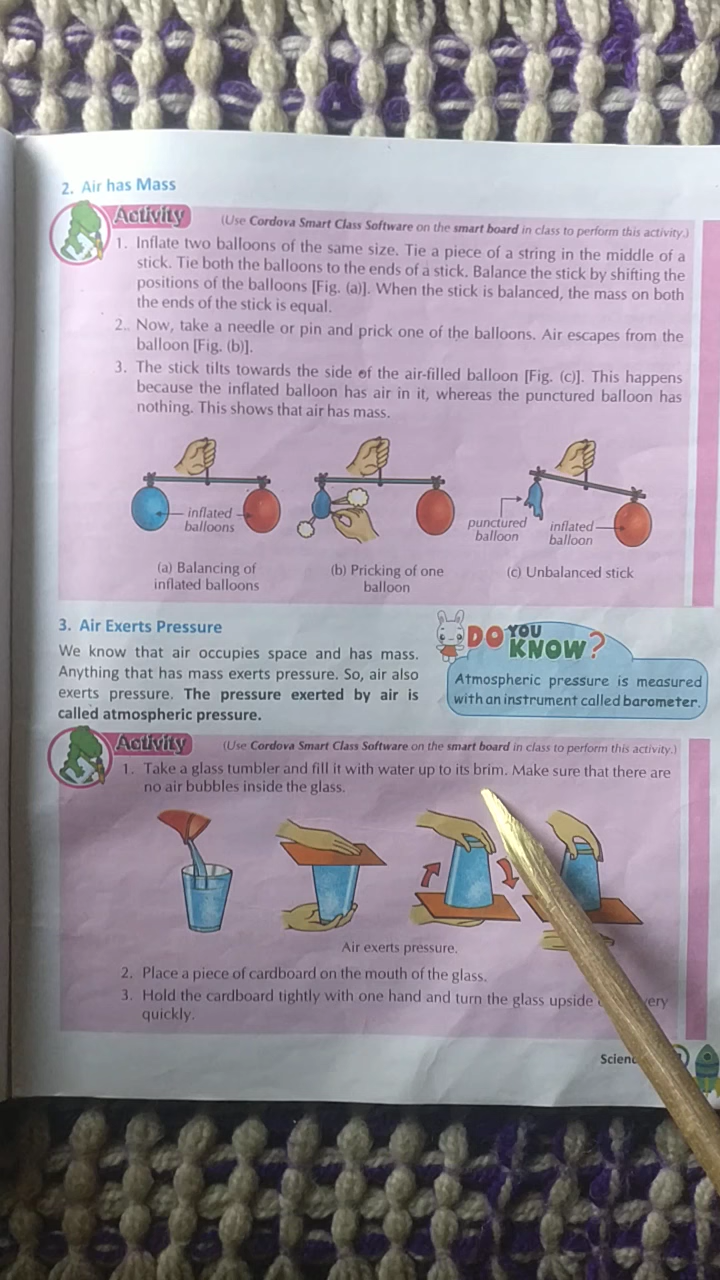 2. Air has Mass
Activity
(Use Cordova Smart Class Software on the smart board in class to perform this activity.)
1. Inflate two balloons of the same size. Tie a piece of string in the middle of a
stick. Tie both the balloons to the ends of a stick. Balance the stick by shifting the
positions of the balloons [Fig. (a)]. When the stick is balanced, the mass on both
the ends of the stick is equal.
2. Now, take a needle or pin and prick one of the balloons. Air escapes from the
balloon [Fig. (b)].
3. The stick tilts towards the side of the air-filled balloon [Fig. (c)]. This happens
because the inflated balloon has air in it, whereas the punctured balloon has
nothing. This shows that air has mass.
inflated
balloons
punctured
balloon
inflated
balloon
(a) Balancing of
inflated balloons
(b) Pricking of one
balloon
(c) Unbalanced stick
3. Air Exerts Pressure
We know that air occupies space and has mass.
Anything that has mass exerts pressure. So, air also
exerts pressure. The pressure exerted by air is
called atmospheric pressure.
DO YOU
KNOW?
Atmospheric pressure is measured
with an instrument called barometer.
Activity
(Use Cordova Smart Class Software on the smart board in class to perform this activity.)
1. Take a glass tumbler and fill it with water up to its brim. Make sure that there are
no air bubbles inside the glass.
Air exerts pressure.
2. Place a piece of cardboard on the mouth of the glass.
3. Hold the cardboard tightly with one hand and turn the glass upside
quickly.